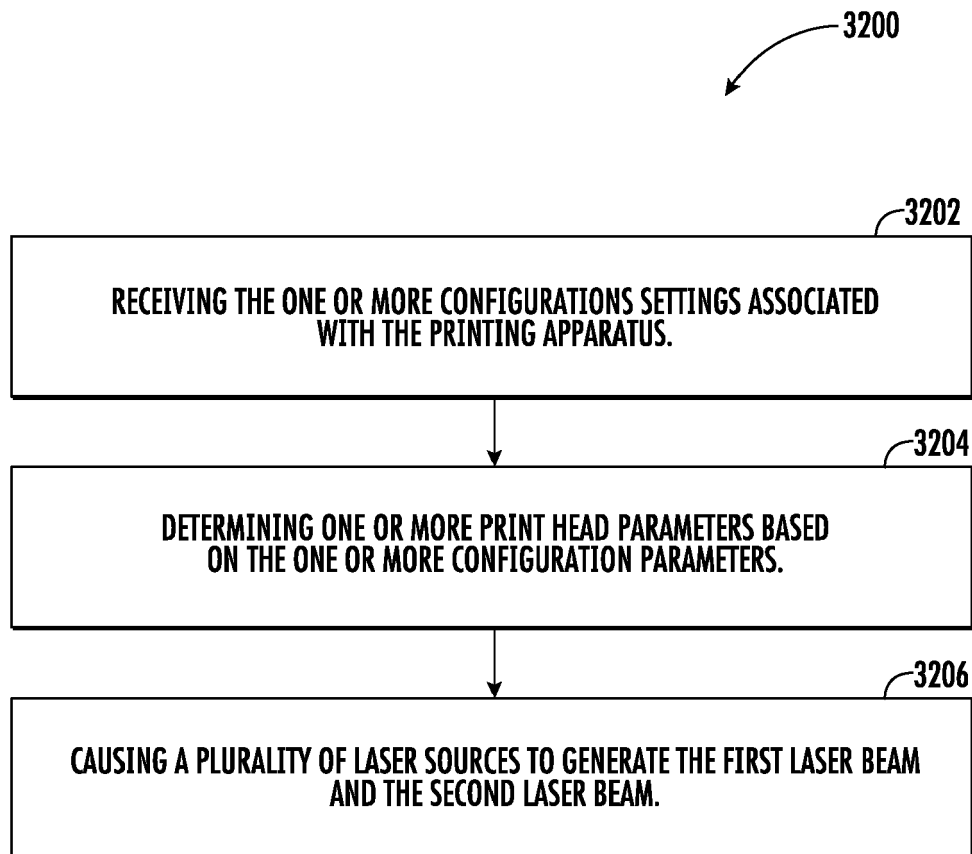 3200
3202
RECEIVING THE ONE OR MORE CONFIGURATIONS SETTINGS ASSOCIATED
WITH THE PRINTING APPARATUS.
3204
DETERMINING ONE OR MORE PRINT HEAD PARAMETERS BASED
ON THE ONE OR MORE CONFIGURATION PARAMETERS.
3206
CAUSING A PLURALITY OF LASER SOURCES TO GENERATE THE FIRST LASER BEAM
AND THE SECOND LASER BEAM.